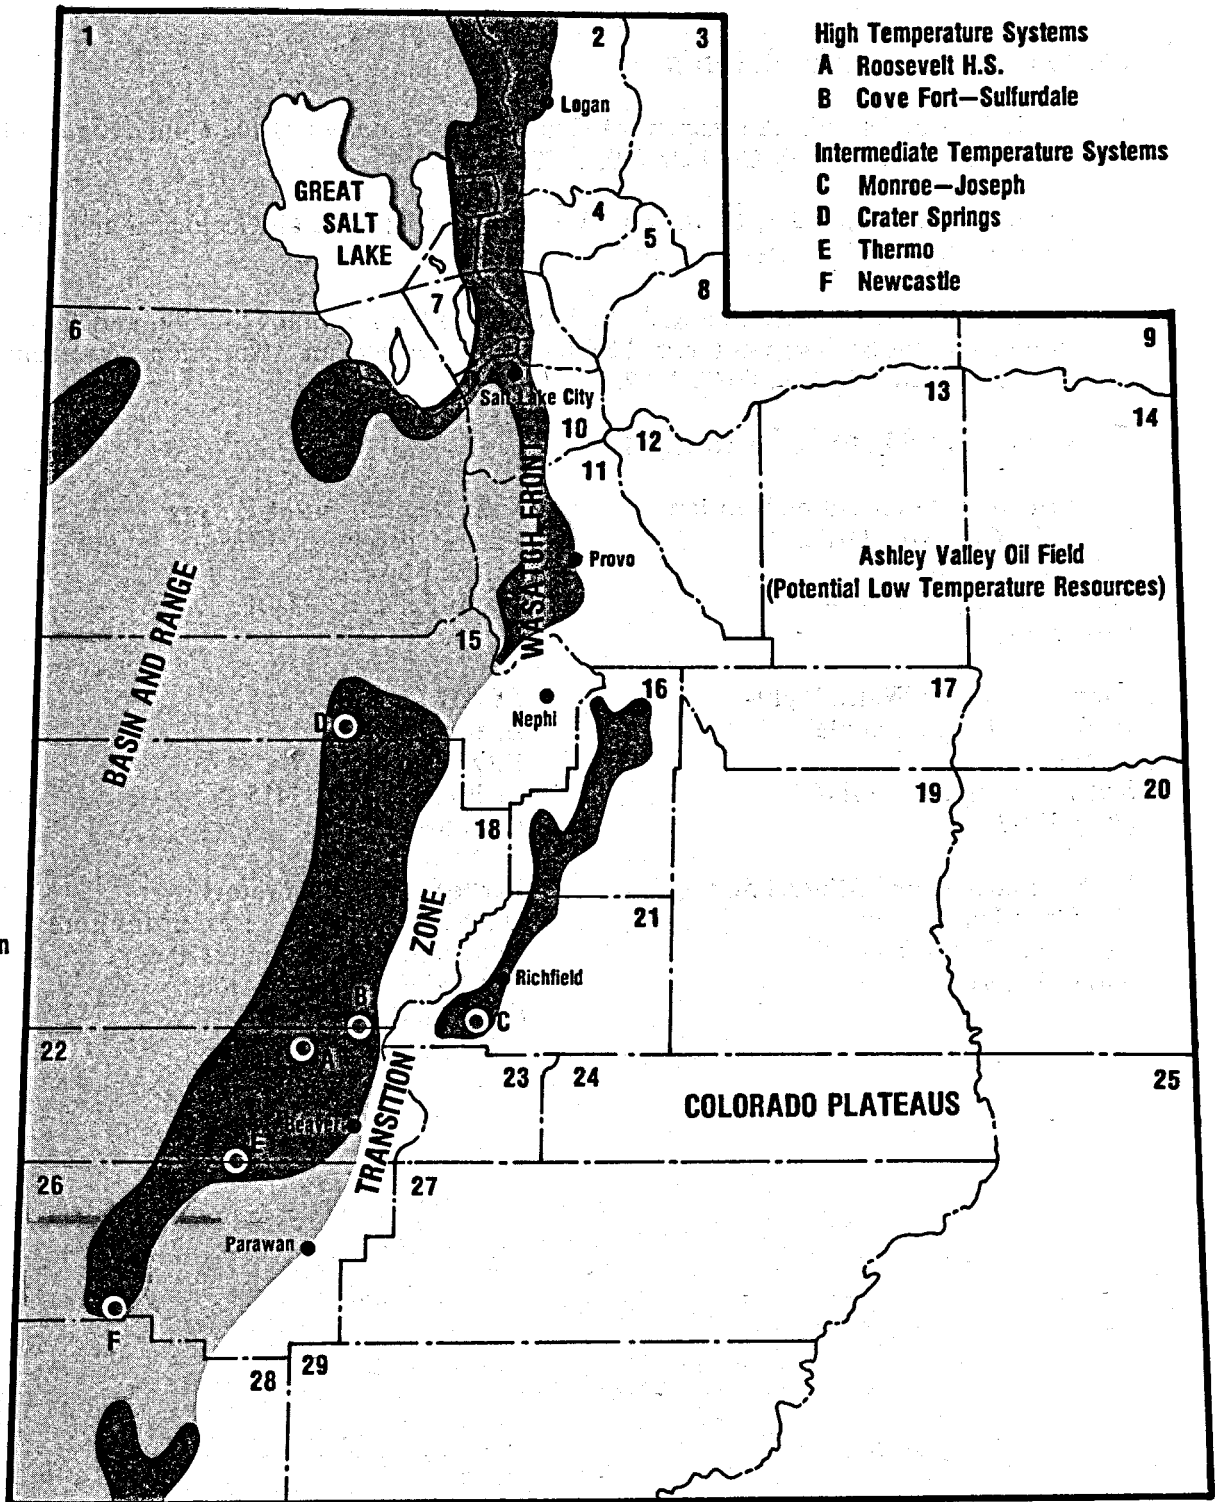 1
2
3
High Temperature Systems
A Roosevelt H.S.
B Cove Fort–Sulfurdale
Intermediate Temperature Systems
C Monroe–Joseph
D Crater Springs
E Thermo
F Newcastle
Logan
GREAT
SALT
LAKE
4
5
6
7
8
9
Salt Lake City
10
11
12
13
14
WASATCH FRONT
Provo
Ashley Valley Oil Field
(Potential Low Temperature Resources)
BASIN AND RANGE
15
16
17
D
Nephi
18
19
20
ZONE
21
n
Richfield
B
C
22
A
23
24
25
COLORADO PLATEAUS
TRANSITION
Beaver
E
26
27
Parawan
F
28
29